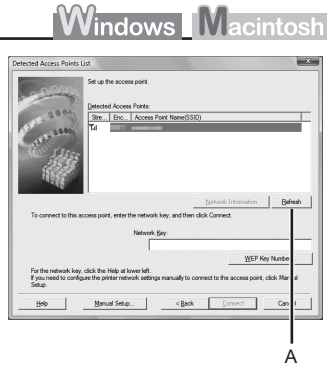 Windows Macintosh
Detected Access Points List
Set up the access point.
Detected Access Points:
Stre... Enc... Access Point Name(SSID)
Network Information Refresh
To connect to this access point, enter the network key, and then click Connect.
Network Key:
WEP Key Number
For the network key, click the Help at lower left.
If you need to configure the printer network settings manually to connect to the access point, click Manual
Setup.
Help Manual Setup... < Back Connect Cancel
A